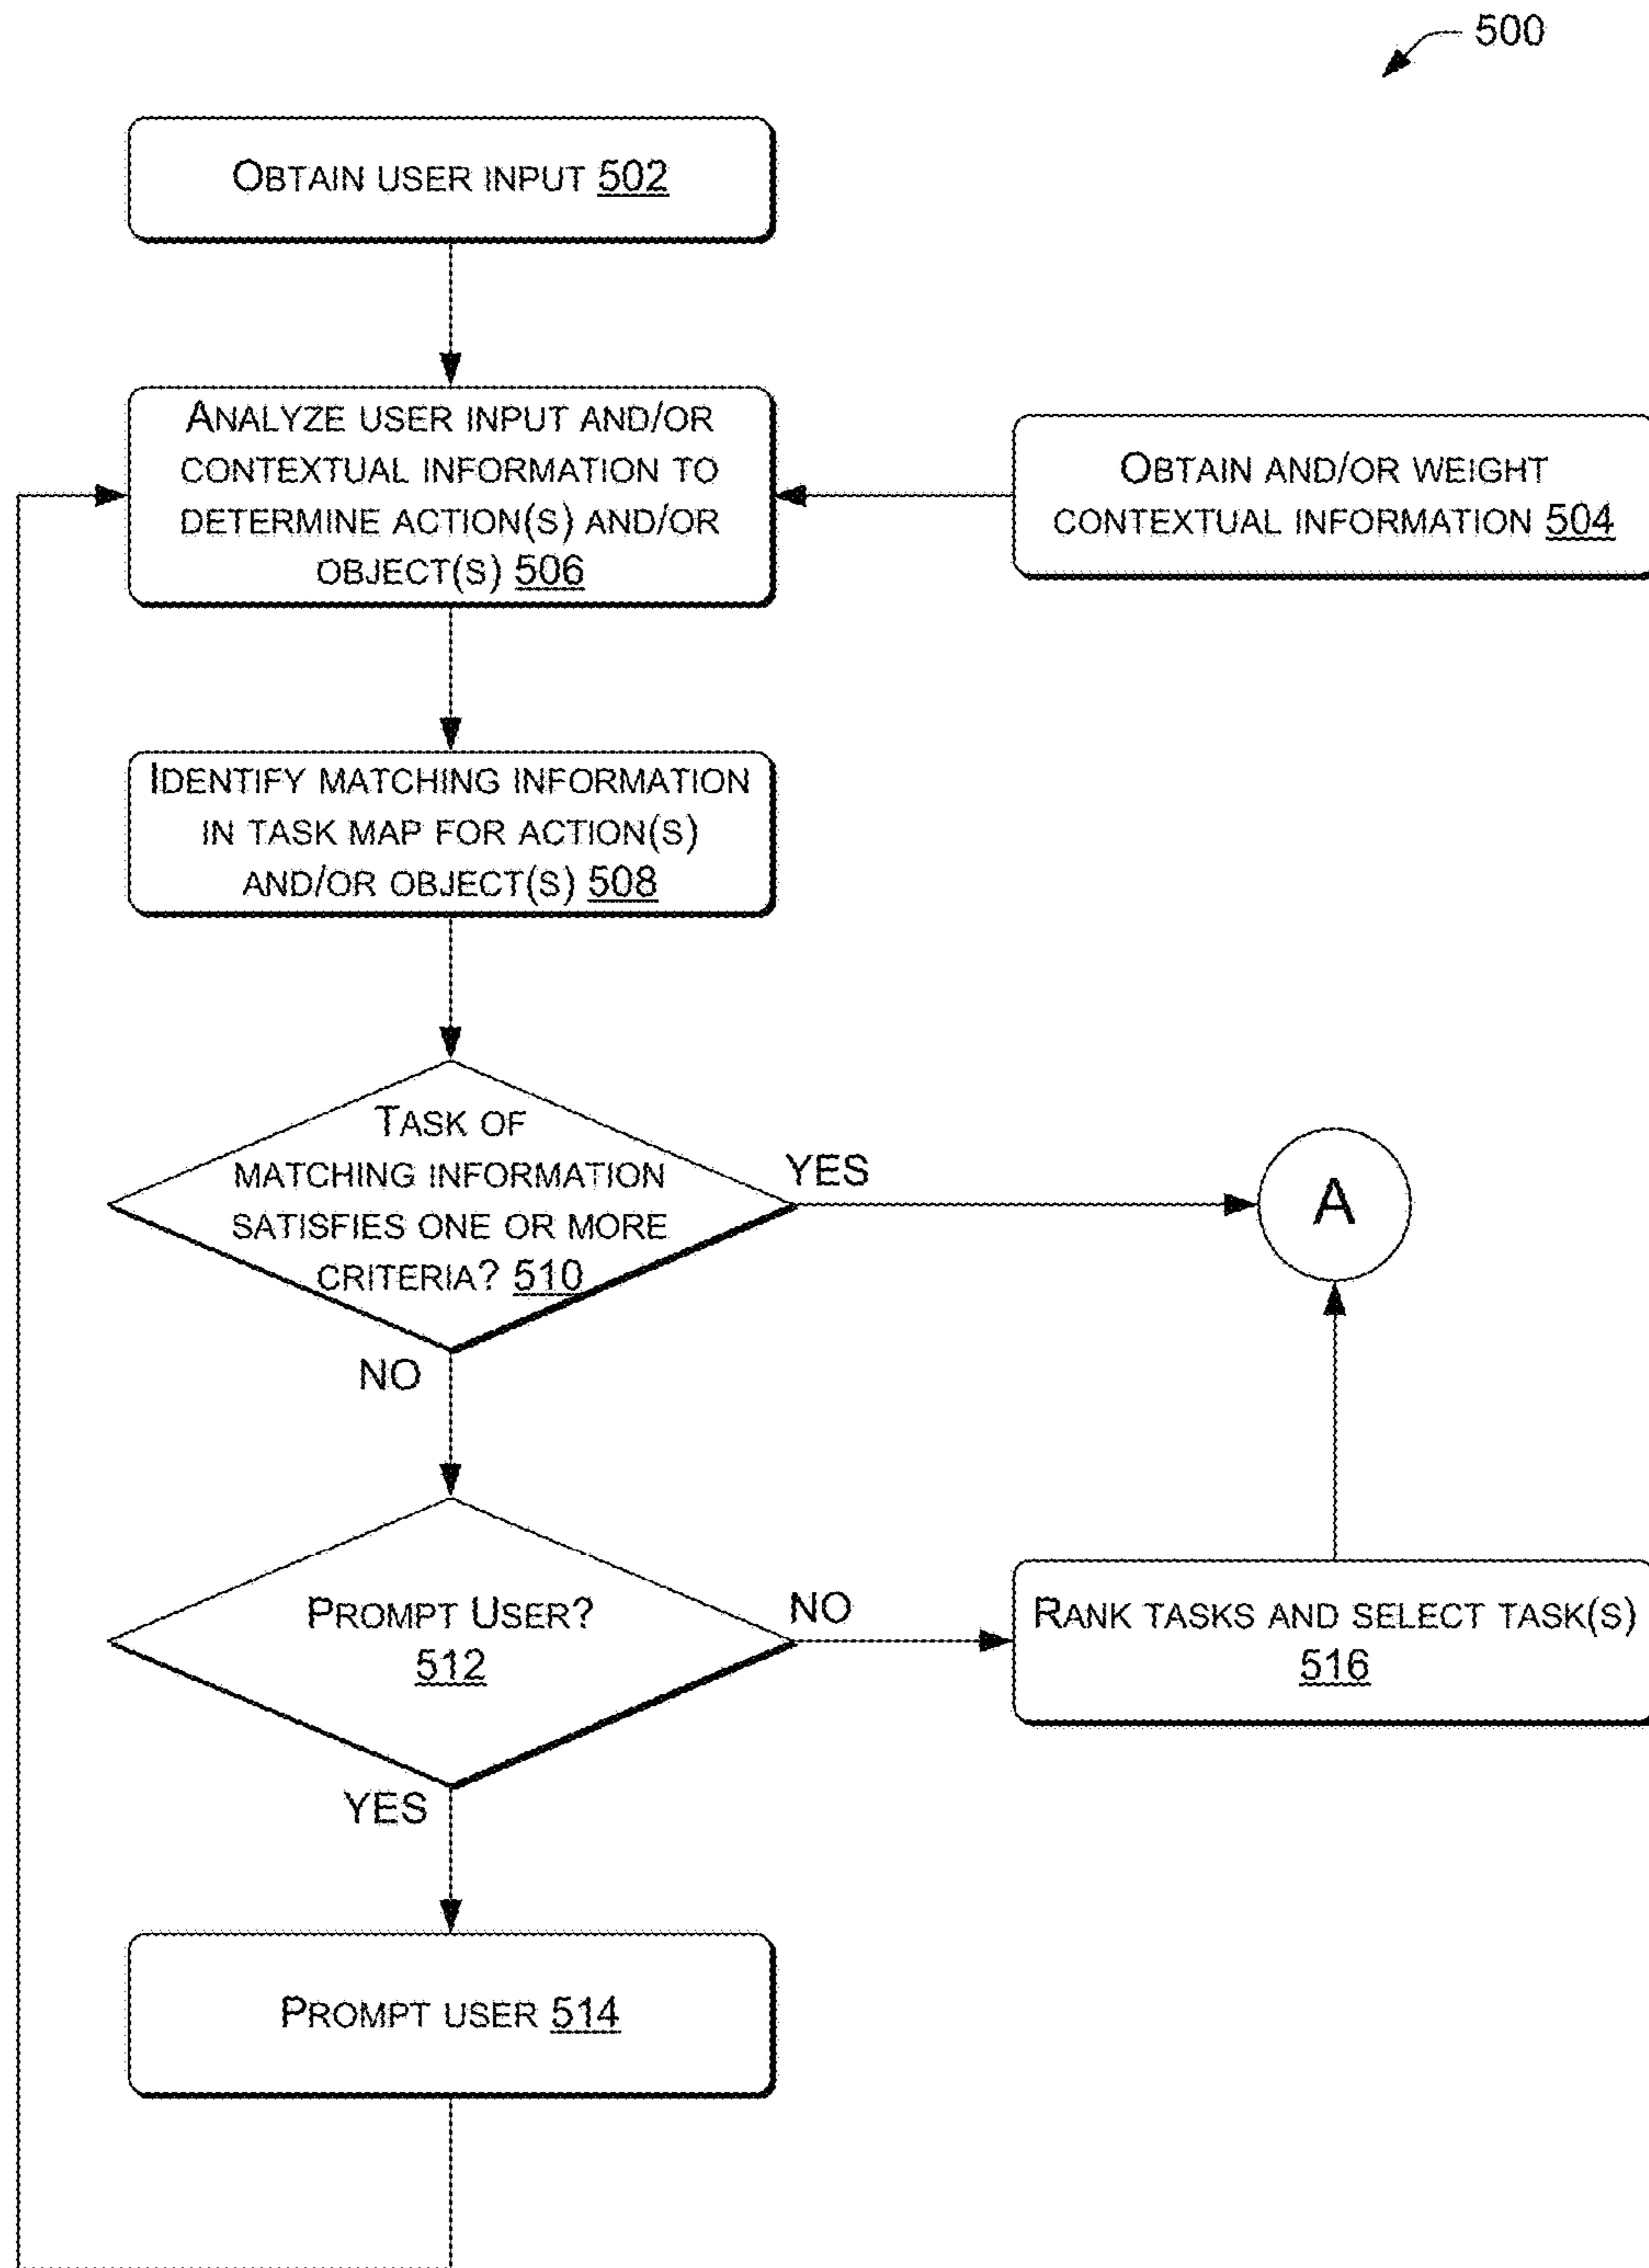 500
OBTAIN USER INPUT 502
ANALYZE USER INPUT AND/OR
CONTEXTUAL INFORMATION TO
DETERMINE ACTION(S) AND/OR
OBJECT(S) 506
OBTAIN AND/OR WEIGHT
CONTEXTUAL INFORMATION 504
IDENTIFY MATCHING INFORMATION
IN TASK MAP FOR ACTION(S)
AND/OR OBJECT(S) 508
TASK OF
MATCHING INFORMATION
SATISFIES ONE OR MORE
CRITERIA? 510
YES
A
NO
PROMPT USER?
512
NO
RANK TASKS AND SELECT TASK(S)
516
YES
PROMPT USER 514